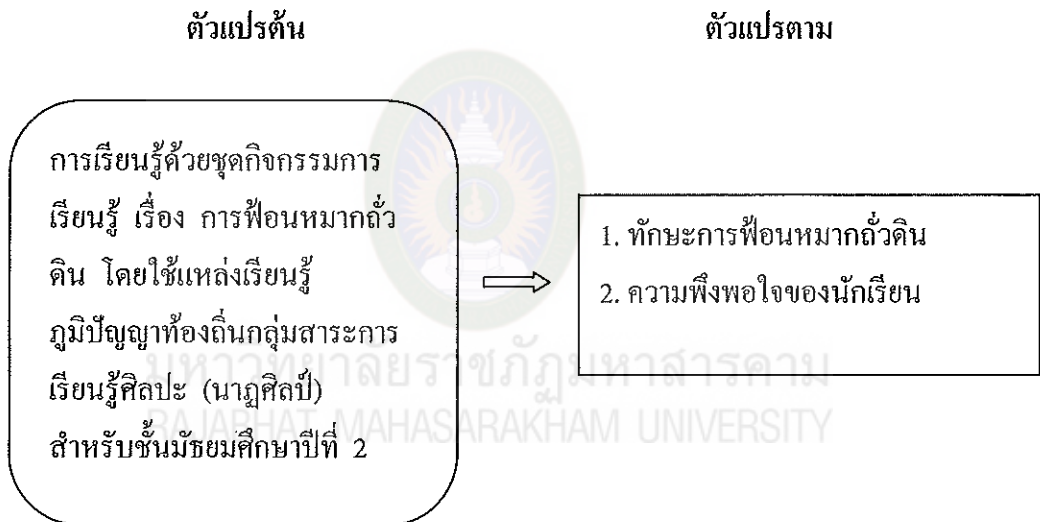 ตัวแปรต้น
ตัวแปรตาม
การเรียนรู้ด้วยชุดกิจกรรมการ
เรียนรู้ เรื่อง การฟ้อนหมากถั่ว
ดิน โดยใช้แหล่งเรียนรู้
ภูมิปัญญาท้องถิ่นกลุ่มสาระการ
เรียนรู้ศิลปะ (นาฏศิลป์)
สำหรับชั้นมัธยมศึกษาปีที่ 2
1. ทักษะการฟ้อนหมากถั่วดิน
2. ความพึงพอใจของนักเรียน
มหาวิทยาลัยราชภัฏมหาสารคาม
RAJABHAT MAHASARAKHAM UNIVERSITY